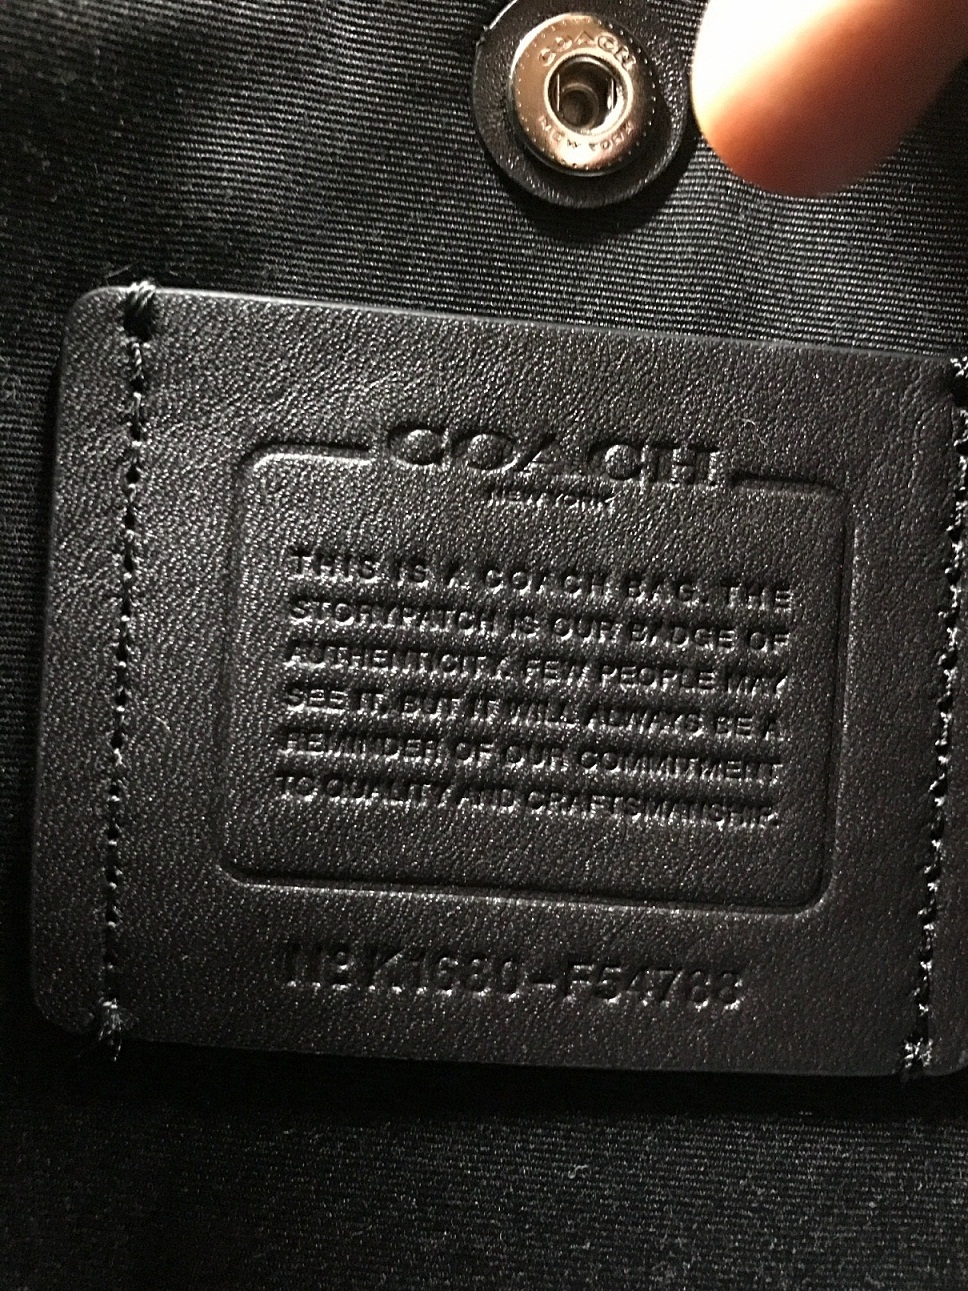 COACH
NEW YORK
COACH
NEW YORK
THIS IS A COACH BAG. THE
STORYPATCH IS OUR BADGE OF
AUTHENTICITY. FEW PEOPLE MAY
SEE IT, BUT IT WILL ALWAYS BE A
REMINDER OF OUR COMMITMENT
TO QUALITY AND CRAFTSMANSHIP.